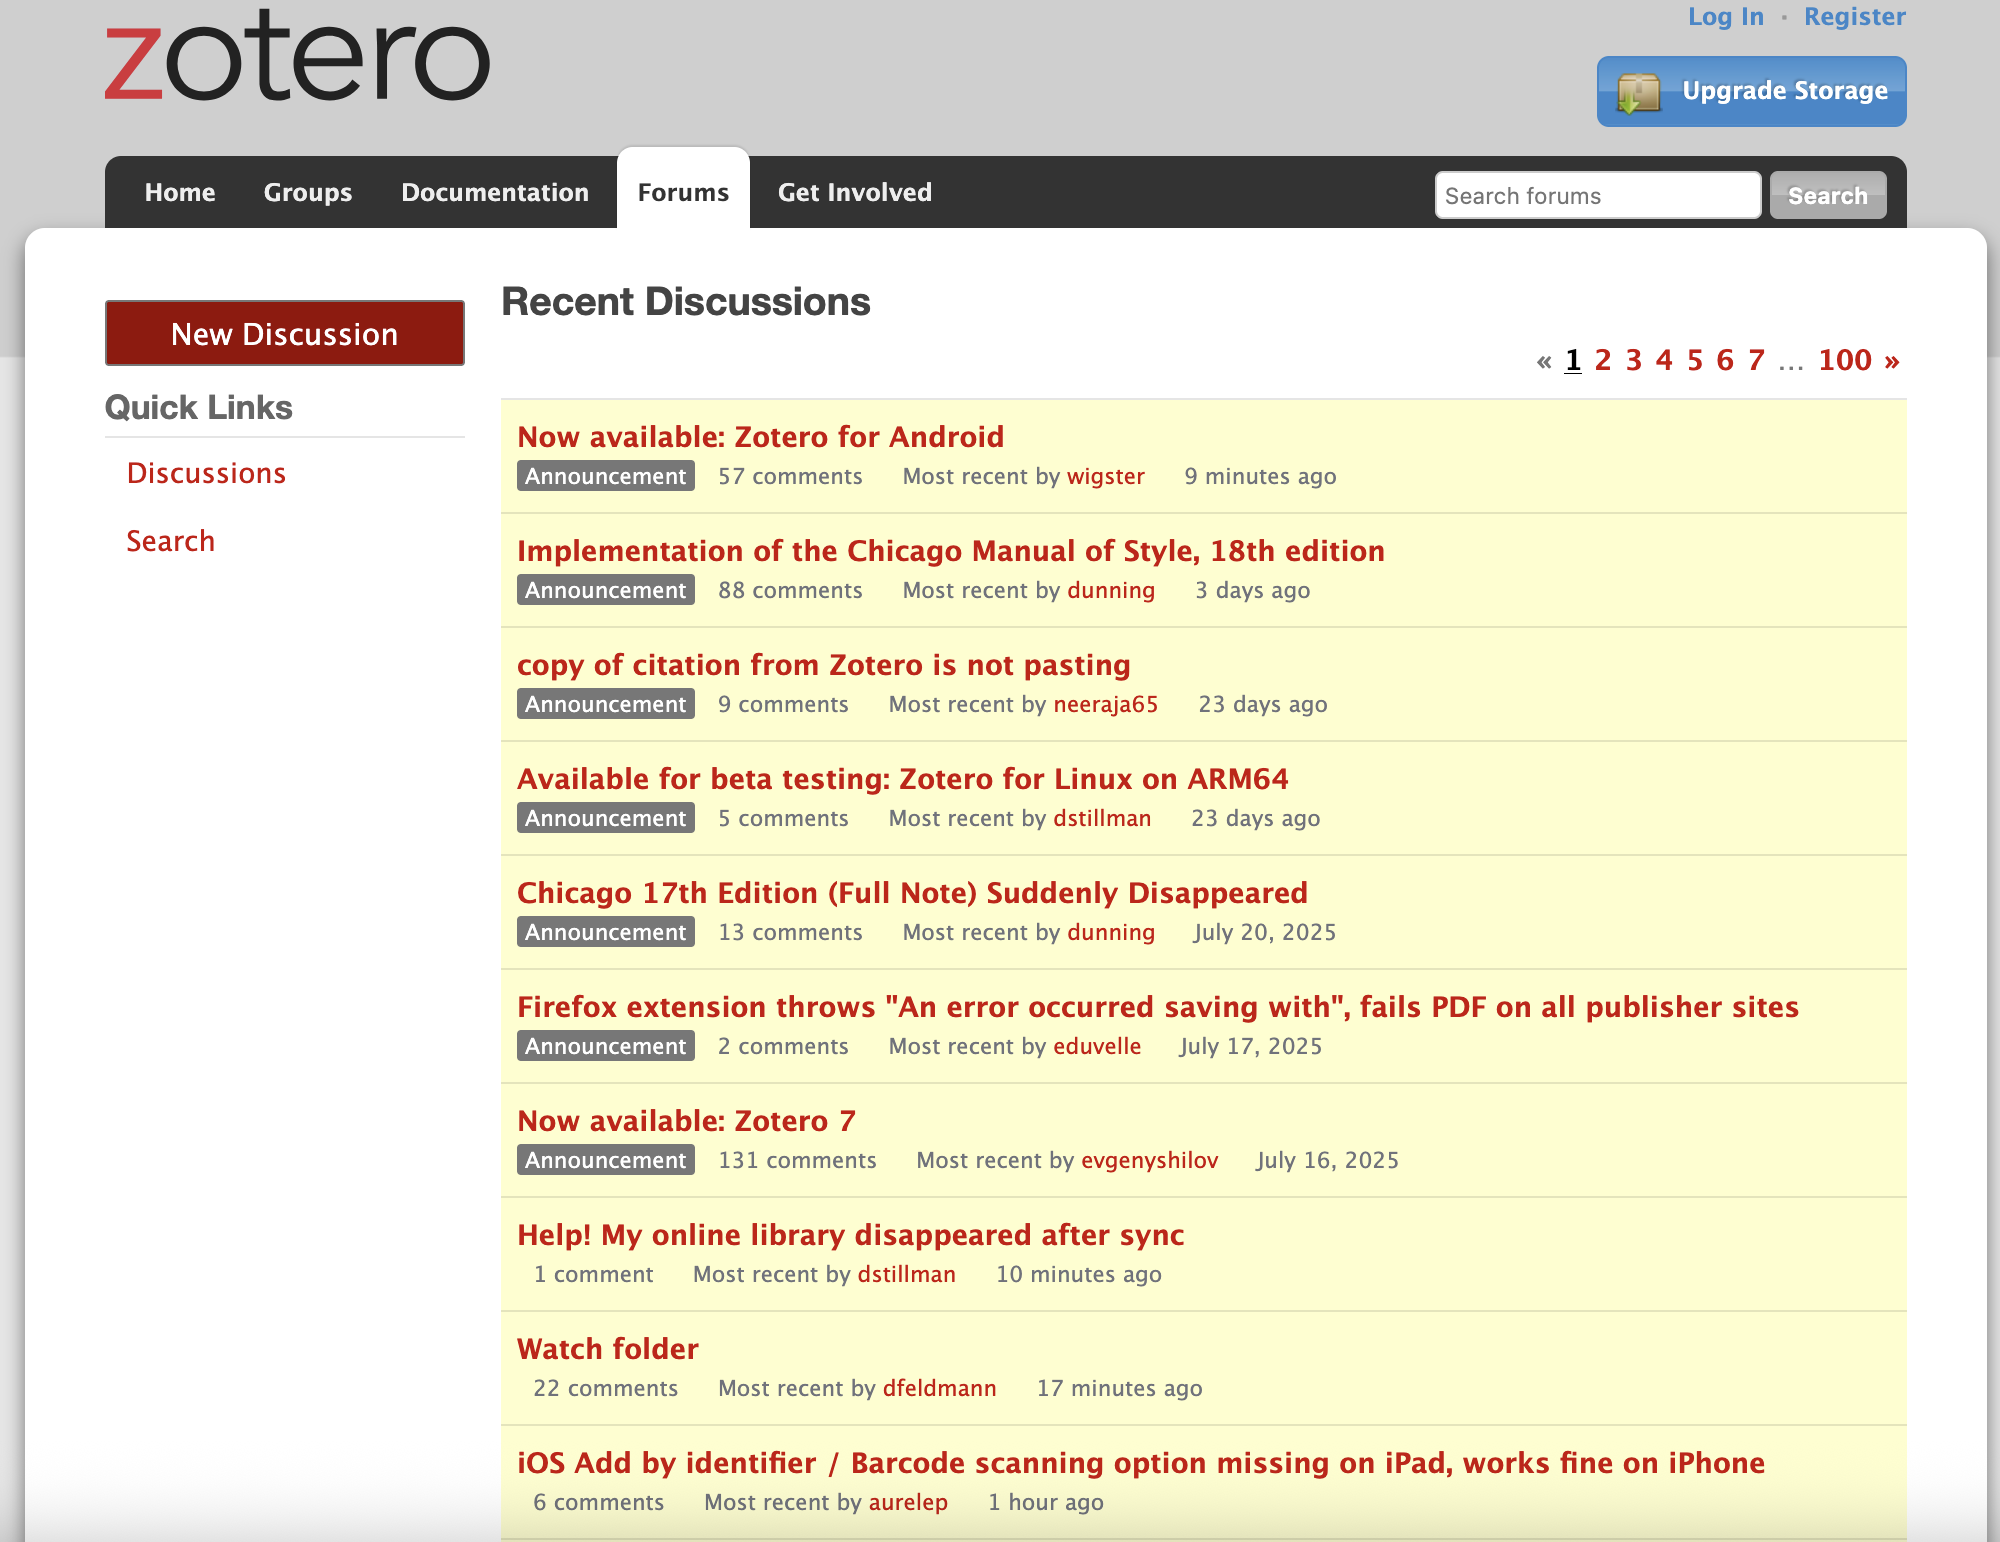 zotero
Log In · Register
Upgrade Storage
Home Groups Documentation Forums Get Involved Search forums Search
New Discussion
Quick Links
Discussions
Search
Recent Discussions
« 1 2 3 4 5 6 7 … 100 »
Now available: Zotero for Android
Announcement 57 comments Most recent by wigster 9 minutes ago
Implementation of the Chicago Manual of Style, 18th edition
Announcement 88 comments Most recent by dunning 3 days ago
copy of citation from Zotero is not pasting
Announcement 9 comments Most recent by neeraja65 23 days ago
Available for beta testing: Zotero for Linux on ARM64
Announcement 5 comments Most recent by dstillman 23 days ago
Chicago 17th Edition (Full Note) Suddenly Disappeared
Announcement 13 comments Most recent by dunning July 20, 2025
Firefox extension throws "An error occurred saving with", fails PDF on all publisher sites
Announcement 2 comments Most recent by eduvelle July 17, 2025
Now available: Zotero 7
Announcement 131 comments Most recent by evgenyshilov July 16, 2025
Help! My online library disappeared after sync
1 comment Most recent by dstillman 10 minutes ago
Watch folder
22 comments Most recent by dfeldmann 17 minutes ago
iOS Add by identifier / Barcode scanning option missing on iPad, works fine on iPhone
6 comments Most recent by aurelep 1 hour ago